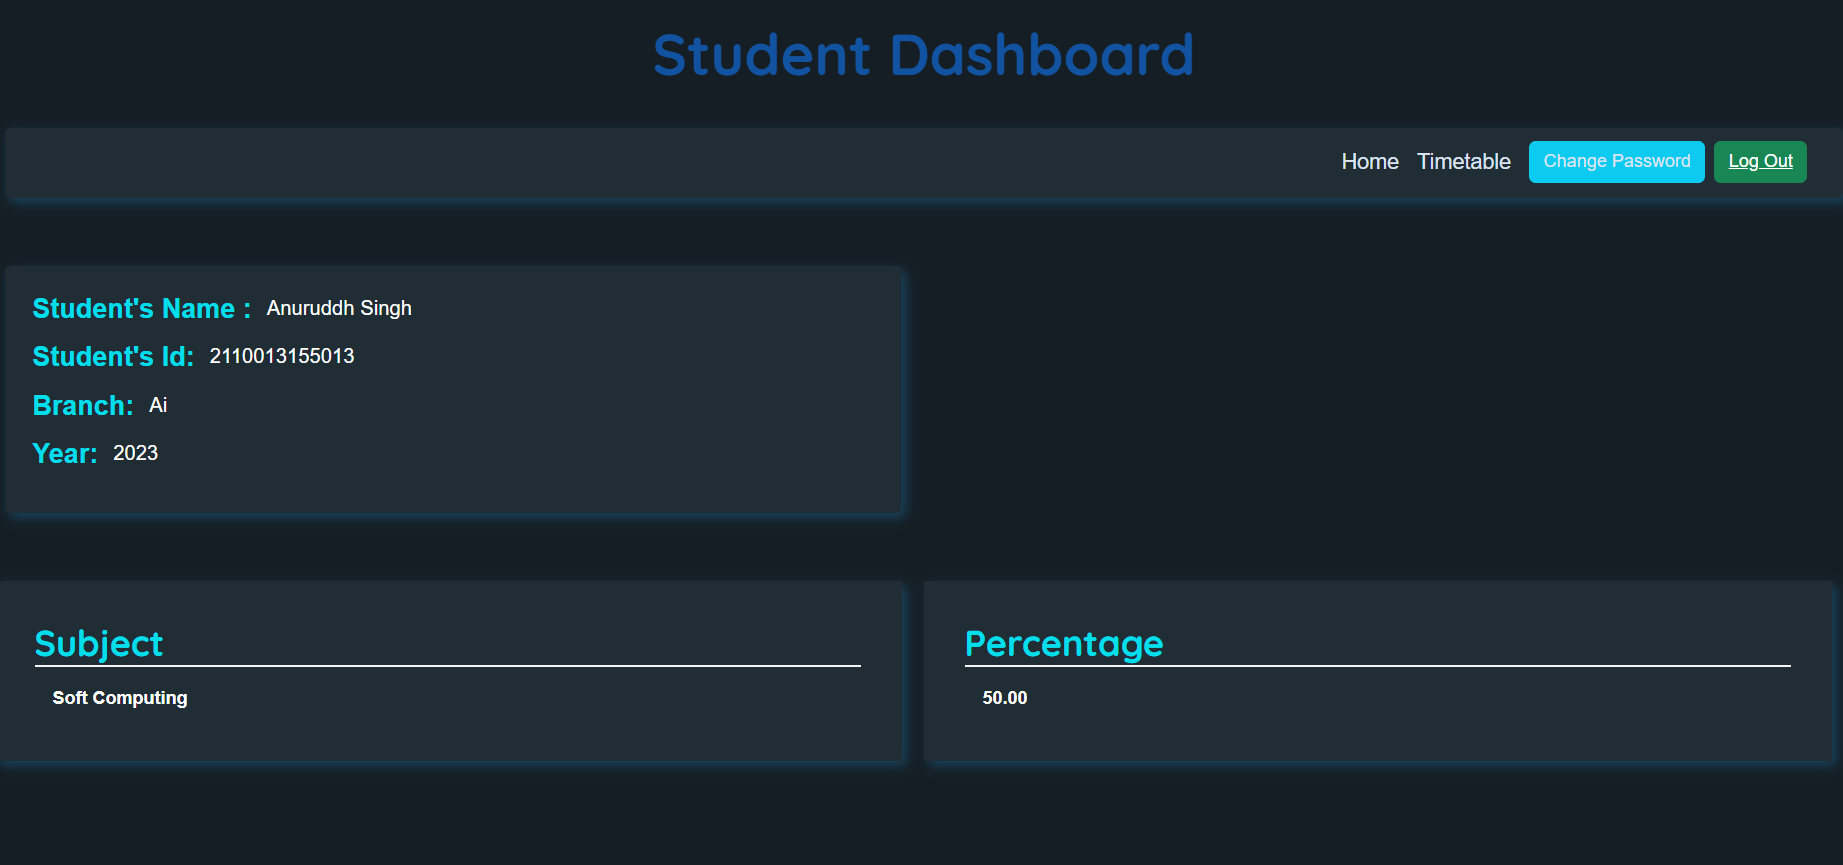 Student Dashboard
Home Timetable Change Password Log Out
Student's Name : Anuruddh Singh
Student's Id: 2110013155013
Branch: Ai
Year: 2023
Subject Percentage
Soft Computing 50.00